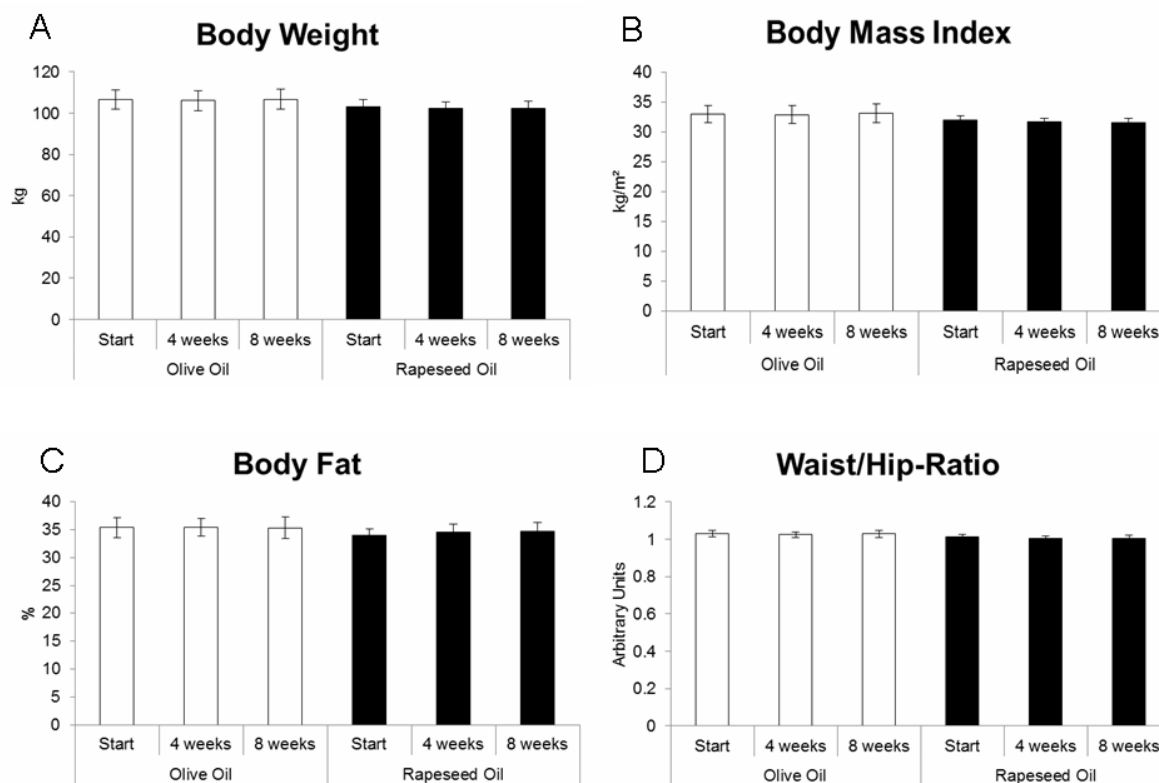 A
Body Weight
120
100
80
60
40
20
0
kg
Start 4 weeks 8 weeks Start 4 weeks 8 weeks
Olive Oil Rapeseed Oil
B
Body Mass Index
40
35
30
25
20
15
10
5
0
kg/m²
Start 4 weeks 8 weeks Start 4 weeks 8 weeks
Olive Oil Rapeseed Oil
C
Body Fat
40
35
30
25
20
15
10
5
0
%
Start 4 weeks 8 weeks Start 4 weeks 8 weeks
Olive Oil Rapeseed Oil
D
Waist/Hip-Ratio
1.2
1
0.8
0.6
0.4
0.2
0
Arbitrary Units
Start 4 weeks 8 weeks Start 4 weeks 8 weeks
Olive Oil Rapeseed Oil